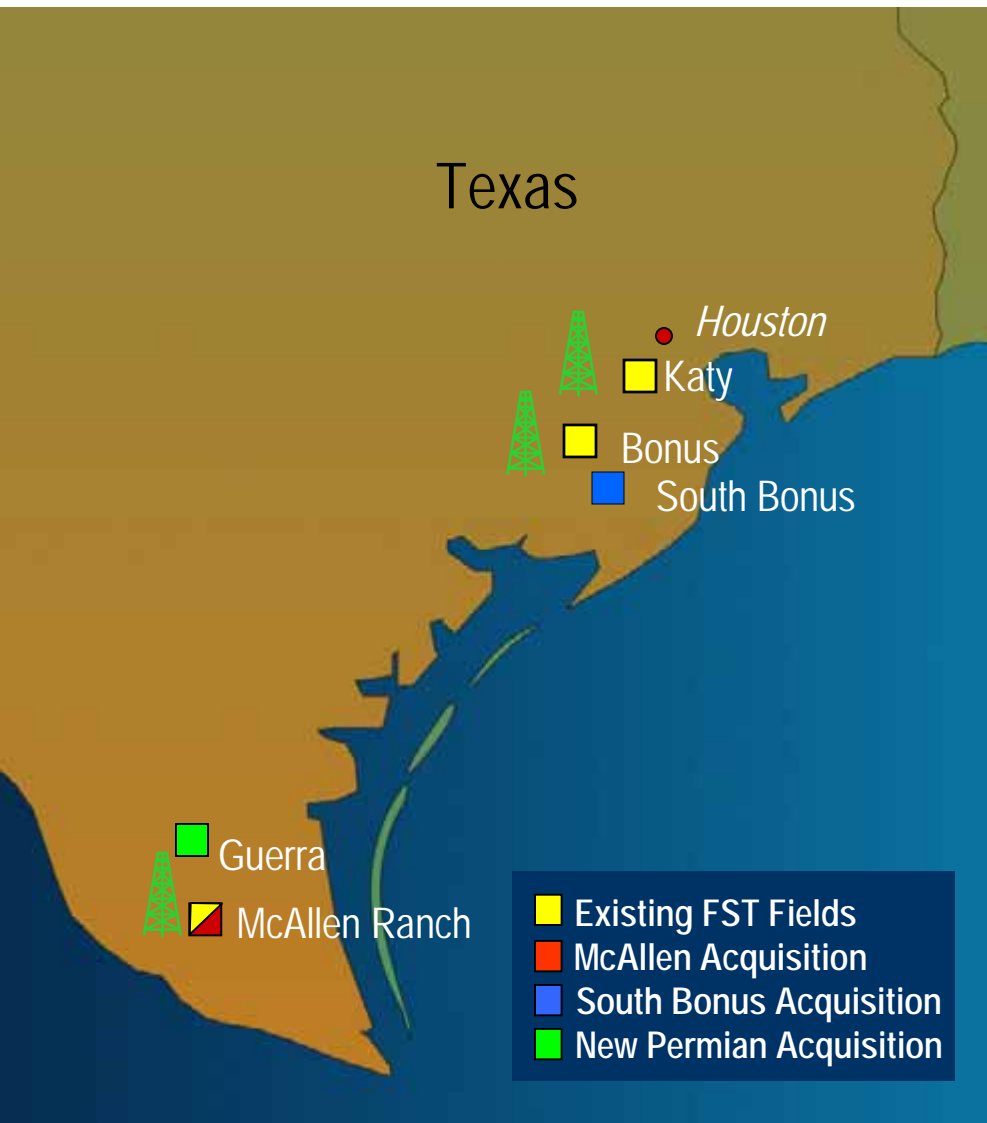 Texas
Houston
Katy
Bonus
South Bonus
Guerra
McAllen Ranch
Existing FST Fields
McAllen Acquisition
South Bonus Acquisition
New Permian Acquisition